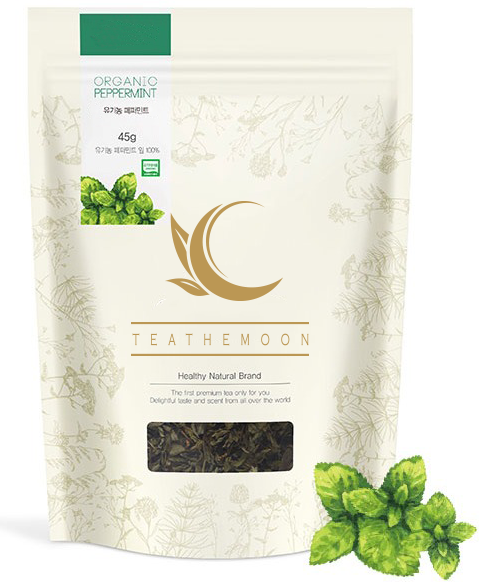 ORGANIC
PEPPERMINT
유기농 페퍼민트
45g
유기농 페퍼민트 잎 100%
TEATHEMOON
Healthy Natural Brand
The first premium tea only for you
Delightful taste and scent from all over the world